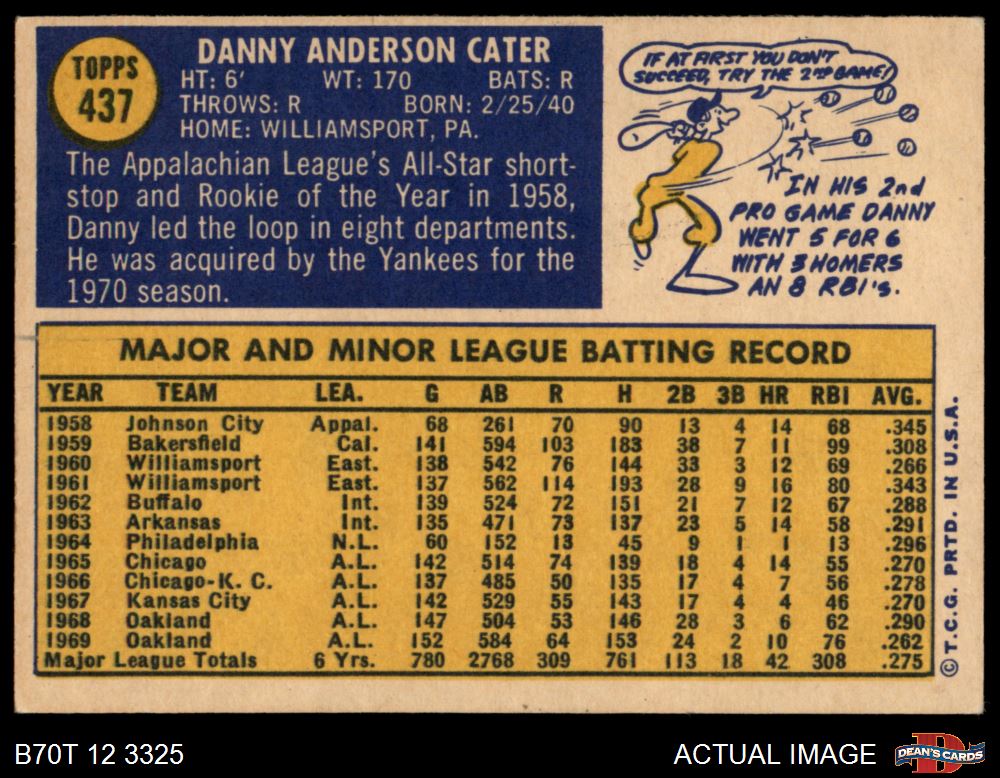 TOPPS
437
DANNY ANDERSON CATER
HT: 6' WT: 170 BATS: R
THROWS: R BORN: 2/25/40
HOME: WILLIAMSPORT, PA.
The Appalachian League's All-Star short-
stop and Rookie of the Year in 1958,
Danny led the loop in eight departments.
He was acquired by the Yankees for the
1970 season.
IF AT FIRST YOU DON'T
SUCCEED, TRY THE 2ND GAME!
IN HIS 2nd
PRO GAME DANNY
WENT 5 FOR 6
WITH 3 HOMERS
AN 8 RBI's.
MAJOR AND MINOR LEAGUE BATTING RECORD
YEAR TEAM LEA. G AB R H 2B 3B HR RBI AVG.
1958 Johnson City Appal. 68 261 70 90 13 4 14 68 .345
1959 Bakersfield Cal. 141 594 103 183 38 7 11 99 .308
1960 Williamsport East. 138 542 76 144 33 3 12 69 .266
1961 Williamsport East. 137 562 114 193 28 9 16 80 .343
1962 Buffalo Int. 139 524 72 151 21 7 12 67 .288
1963 Arkansas Int. 135 471 73 137 23 5 14 58 .291
1964 Philadelphia N.L. 60 152 13 45 9 1 1 13 .296
1965 Chicago A.L. 142 514 74 139 18 4 14 55 .270
1966 Chicago-K. C. A.L. 137 485 50 135 17 4 7 56 .278
1967 Kansas City A.L. 142 529 55 143 17 4 4 46 .270
1968 Oakland A.L. 147 504 53 146 28 3 6 62 .290
1969 Oakland A.L. 152 584 64 153 24 2 10 76 .262
Major League Totals 6 Yrs. 780 2768 309 761 113 18 42 308 .275
©T.C.G. PRTD. IN U.S.A.
B70T 12 3325
ACTUAL IMAGE
D
DEAN'S CARDS